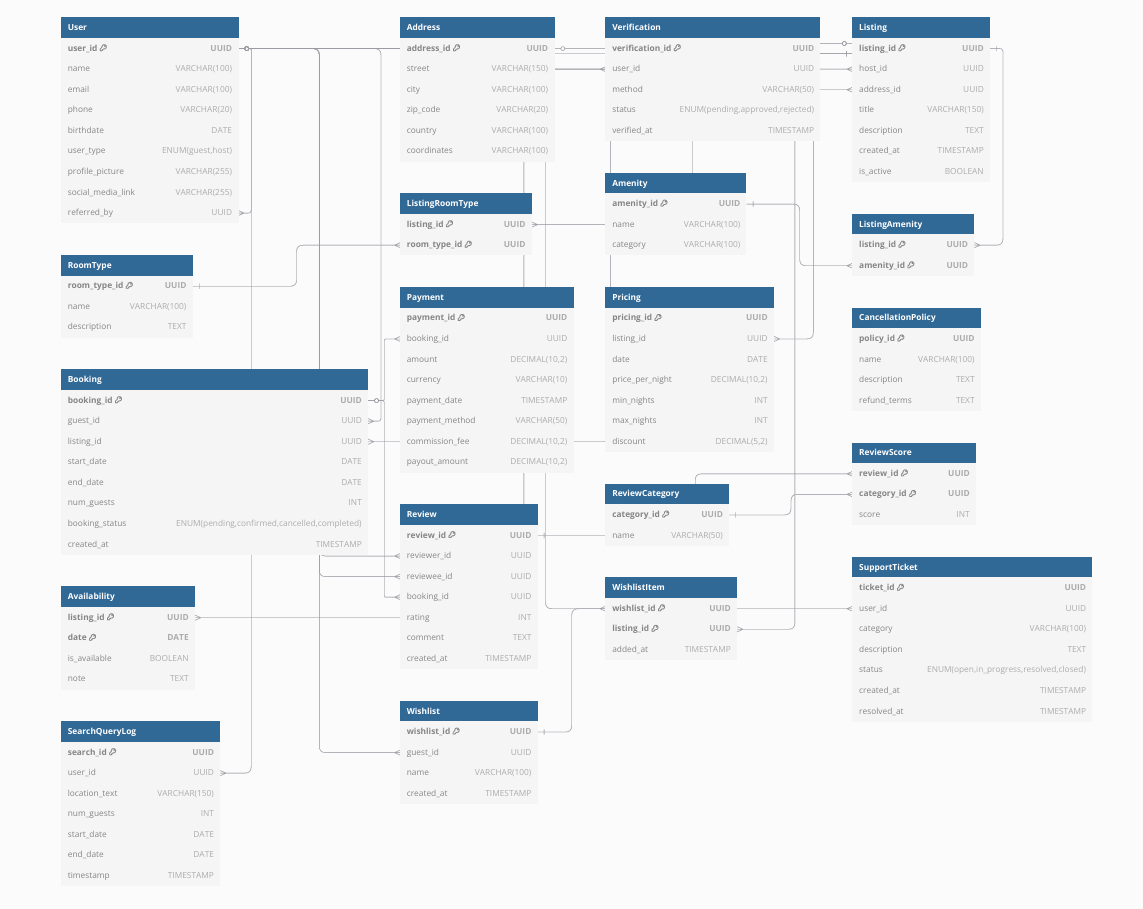 User
user_id UUID
name VARCHAR(100)
email VARCHAR(100)
phone VARCHAR(20)
birthdate DATE
user_type ENUM(guest,host)
profile_picture VARCHAR(255)
social_media_link VARCHAR(255)
referred_by UUID
RoomType
room_type_id UUID
name VARCHAR(100)
description TEXT
Booking
booking_id UUID
guest_id UUID
listing_id UUID
start_date DATE
end_date DATE
num_guests INT
booking_status ENUM(pending,confirmed,cancelled,completed)
created_at TIMESTAMP
Availability
listing_id UUID
date DATE
is_available BOOLEAN
note TEXT
SearchQueryLog
search_id UUID
user_id UUID
location_text VARCHAR(150)
num_guests INT
start_date DATE
end_date DATE
timestamp TIMESTAMP
Address
address_id UUID
street VARCHAR(150)
city VARCHAR(100)
zip_code VARCHAR(20)
country VARCHAR(100)
coordinates VARCHAR(100)
ListingRoomType
listing_id UUID
room_type_id UUID
Payment
payment_id UUID
booking_id UUID
amount DECIMAL(10,2)
currency VARCHAR(10)
payment_date TIMESTAMP
payment_method VARCHAR(50)
commission_fee DECIMAL(10,2)
payout_amount DECIMAL(10,2)
Review
review_id UUID
reviewer_id UUID
reviewee_id UUID
booking_id UUID
rating INT
comment TEXT
created_at TIMESTAMP
Wishlist
wishlist_id UUID
guest_id UUID
name VARCHAR(100)
created_at TIMESTAMP
Verification
verification_id UUID
user_id UUID
method VARCHAR(50)
status ENUM(pending,approved,rejected)
verified_at TIMESTAMP
Amenity
amenity_id UUID
name VARCHAR(100)
category VARCHAR(100)
Pricing
pricing_id UUID
listing_id UUID
date DATE
price_per_night DECIMAL(10,2)
min_nights INT
max_nights INT
discount DECIMAL(5,2)
ReviewCategory
category_id UUID
name VARCHAR(50)
WishlistItem
wishlist_id UUID
listing_id UUID
added_at TIMESTAMP
Listing
listing_id UUID
host_id UUID
address_id UUID
title VARCHAR(150)
description TEXT
created_at TIMESTAMP
is_active BOOLEAN
ListingAmenity
listing_id UUID
amenity_id UUID
CancellationPolicy
policy_id UUID
name VARCHAR(100)
description TEXT
refund_terms TEXT
ReviewScore
review_id UUID
category_id UUID
score INT
SupportTicket
ticket_id UUID
user_id UUID
category VARCHAR(100)
description TEXT
status ENUM(open,in_progress,resolved,closed)
created_at TIMESTAMP
resolved_at TIMESTAMP